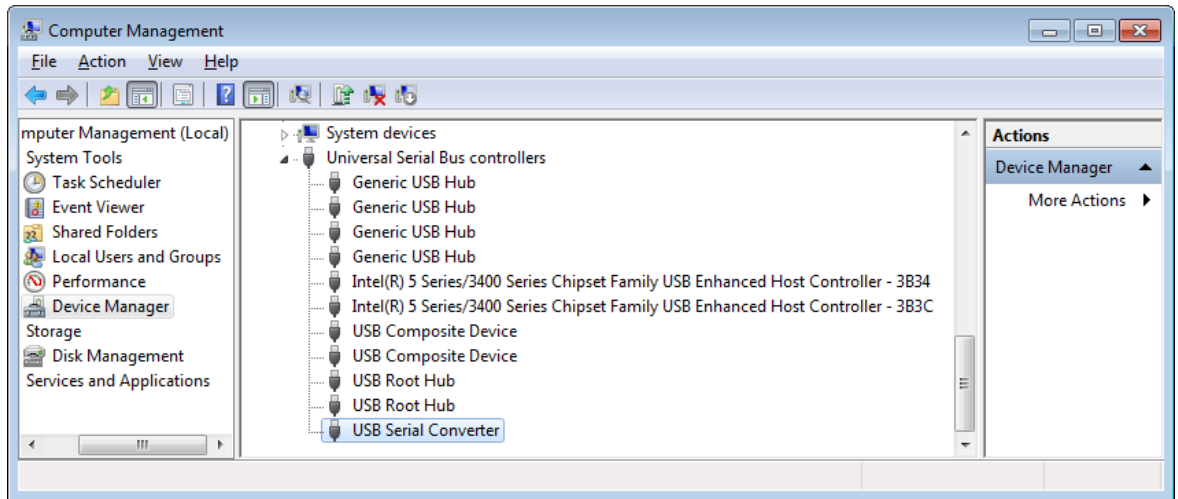 Computer Management
File Action View Help
mputer Management (Local)
System Tools
Task Scheduler
Event Viewer
Shared Folders
Local Users and Groups
Performance
Device Manager
Storage
Disk Management
Services and Applications
System devices
Universal Serial Bus controllers
Generic USB Hub
Generic USB Hub
Generic USB Hub
Generic USB Hub
Intel(R) 5 Series/3400 Series Chipset Family USB Enhanced Host Controller - 3B34
Intel(R) 5 Series/3400 Series Chipset Family USB Enhanced Host Controller - 3B3C
USB Composite Device
USB Composite Device
USB Root Hub
USB Root Hub
USB Serial Converter
Actions
Device Manager
More Actions